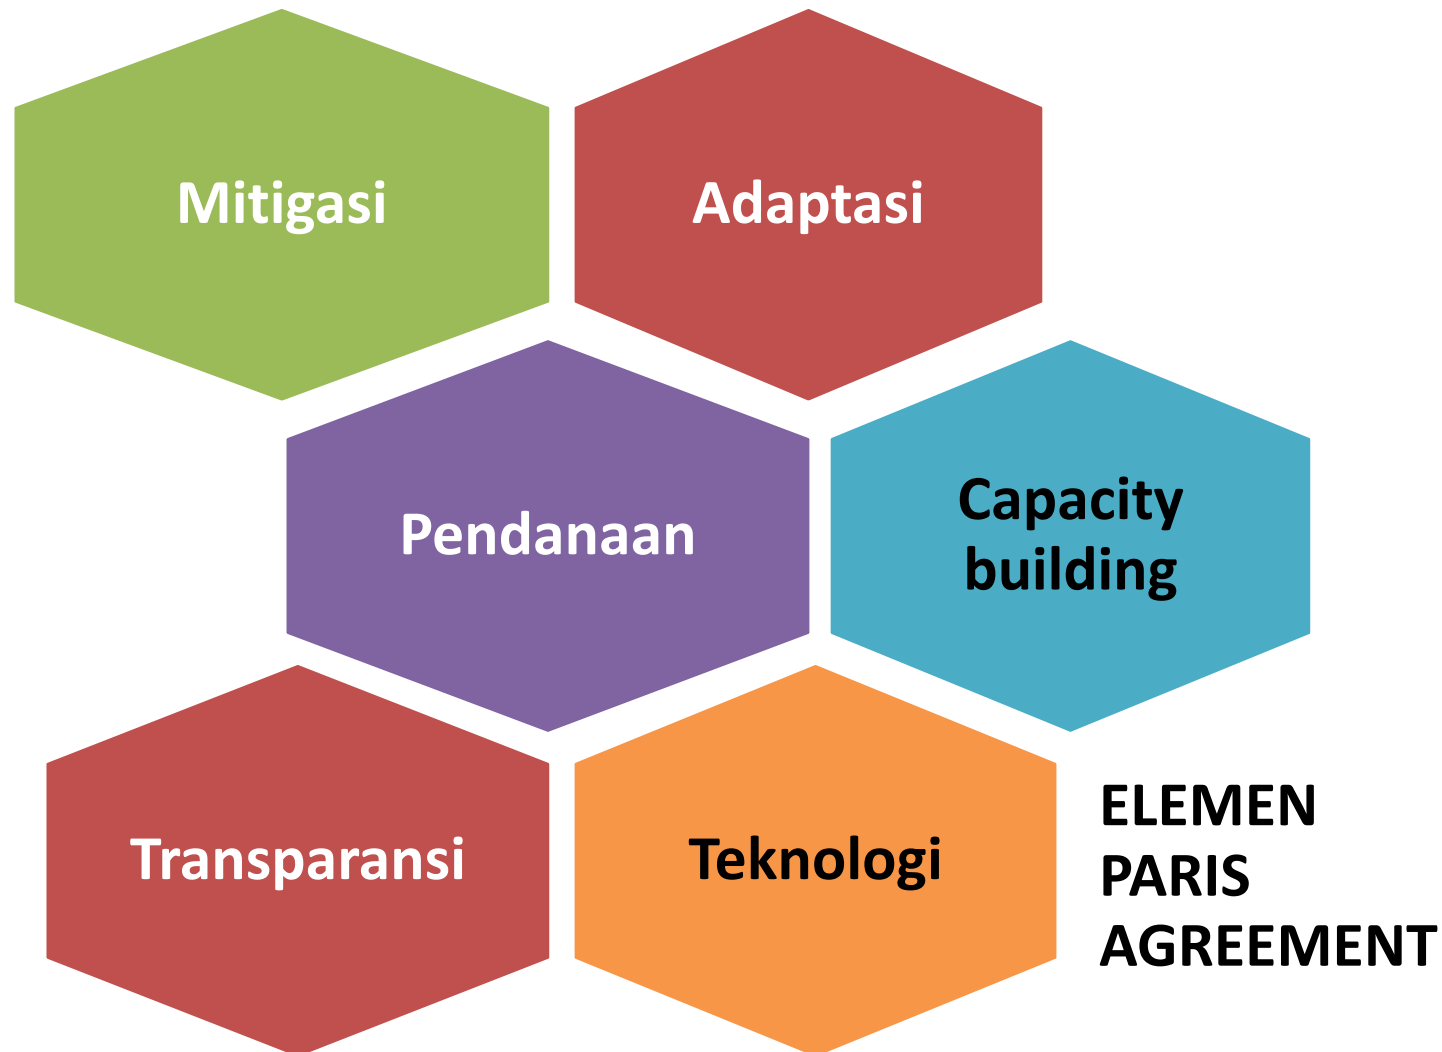 Mitigasi
Adaptasi
Pendanaan
Capacity
building
Transparansi
Teknologi
ELEMEN
PARIS
AGREEMENT